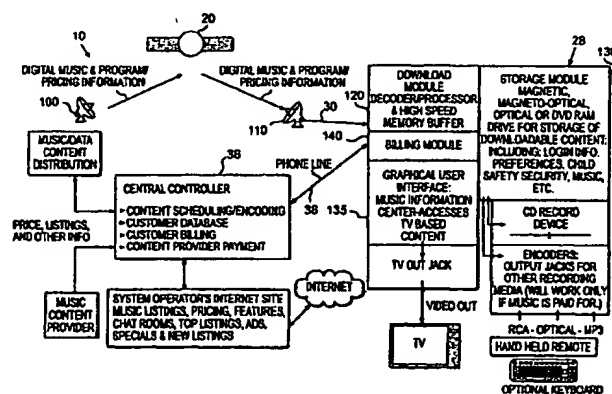 20
10
28
130
DIGITAL MUSIC & PROGRAM/
PRICING INFORMATION
DIGITAL MUSIC & PROGRAM/
PRICING INFORMATION
100
110
30
120
140
135
MUSIC/DATA
CONTENT
DISTRIBUTION
38
PHONE LINE
38
CENTRAL CONTROLLER
CONTENT SCHEDULING/ENCODING
CUSTOMER DATABASE
CUSTOMER BILLING
CONTENT PROVIDER PAYMENT
PRICE, LISTINGS,
AND OTHER INFO
MUSIC CONTENT
PROVIDER
SYSTEM OPERATOR'S INTERNET SITE
MUSIC LISTINGS, PRICING, FEATURES,
CHAT ROOMS, TOP LISTINGS, ADS,
SPECIALS & NEW LISTINGS
INTERNET
DOWNLOAD
MODULE
DECODER/PROCESSOR
& HIGH SPEED
MEMORY BUFFER
BILLING MODULE
GRAPHICAL USER
INTERFACE:
MUSIC INFORMATION
CENTER-ACCESSES
TV BASED
CONTENT
TV OUT JACK
VIDEO OUT
TV
STORAGE MODULE
MAGNETIC,
MAGNETO-OPTICAL,
OPTICAL OR DVD RAM
DRIVE FOR STORAGE OF
DOWNLOADABLE CONTENT;
INCLUDING: LOGIN INFO.
PREFERENCES, CHILD
SAFETY SECURITY, MUSIC,
ETC.
CD RECORD
DEVICE
ENCODERS:
OUTPUT JACKS FOR
OTHER RECORDING
MEDIA (WILL WORK ONLY
IF MUSIC IS PAID FOR.)
RCA - OPTICAL - MP3
HAND HELD REMOTE
OPTIONAL KEYBOARD